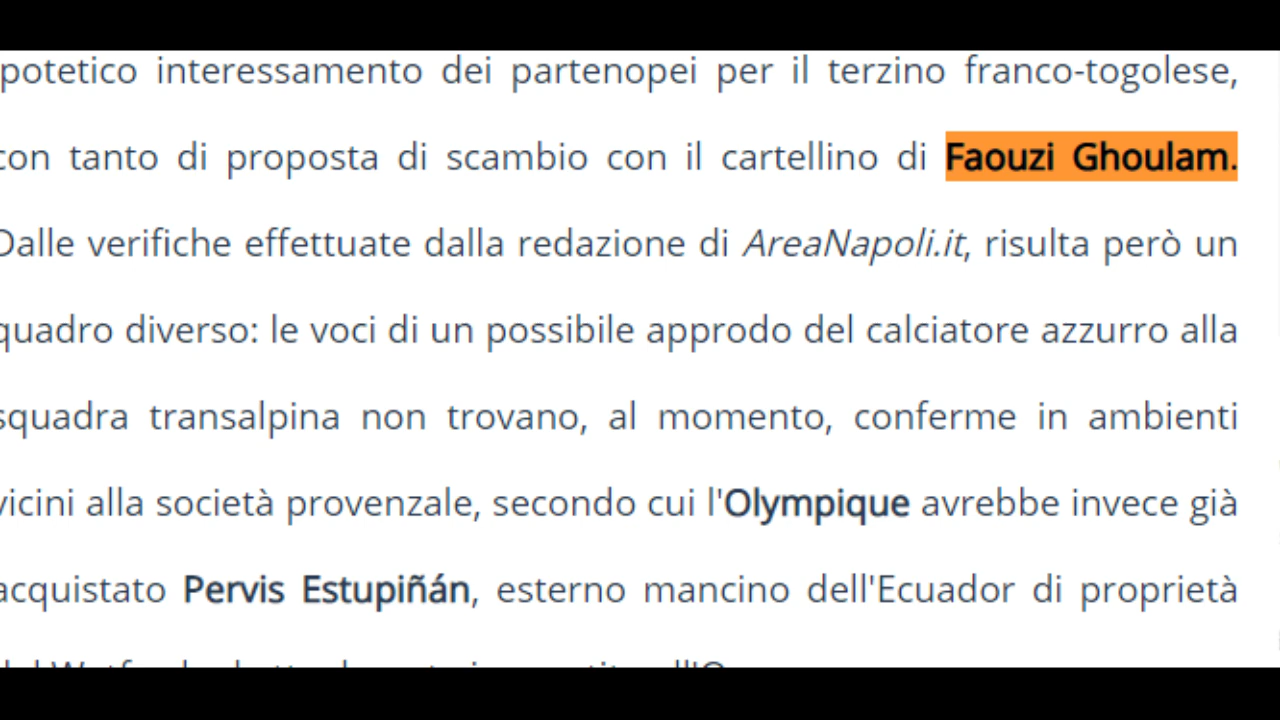 potetico interessamento dei partenopei per il terzino franco-togolese,
con tanto di proposta di scambio con il cartellino di Faouzi Ghoulam.
Dalle verifiche effettuate dalla redazione di AreaNapoli.it, risulta però un
quadro diverso: le voci di un possibile approdo del calciatore azzurro alla
squadra transalpina non trovano, al momento, conferme in ambienti
vicini alla società provenzale, secondo cui l'Olympique avrebbe invece già
acquistato Pervis Estupiñán, esterno mancino dell'Ecuador di proprietà